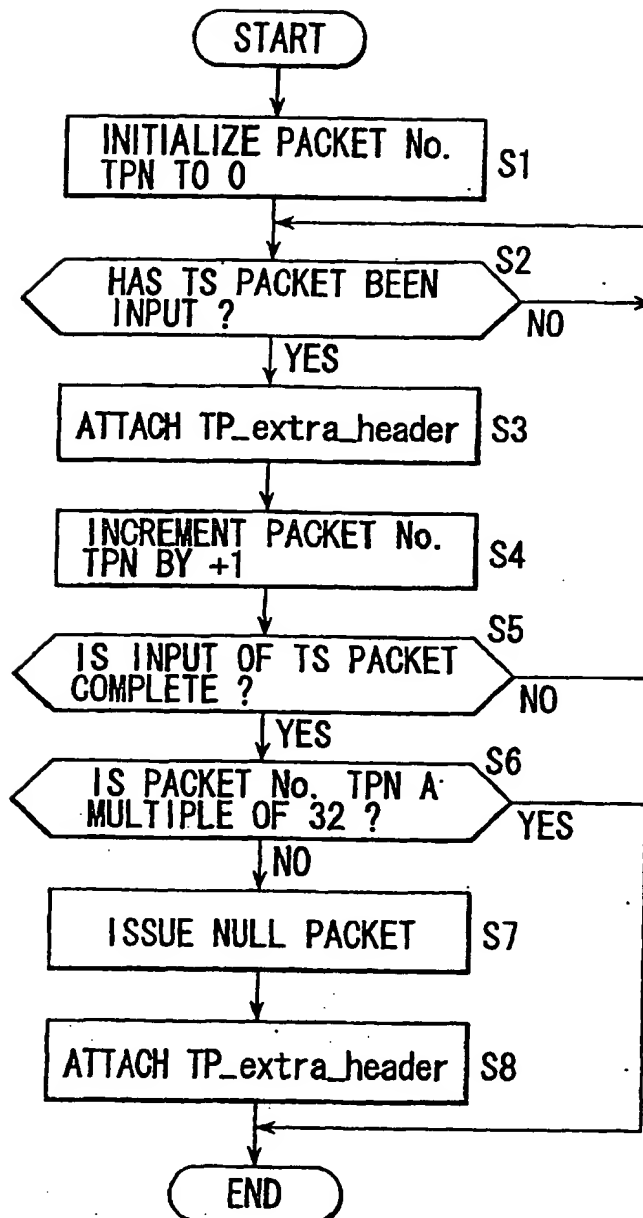 START
INITIALIZE PACKET No.
TPN TO 0
S1
S2
HAS TS PACKET BEEN
INPUT ?
NO
YES
ATTACH TP_extra_header
S3
INCREMENT PACKET No.
TPN BY +1
S4
S5
IS INPUT OF TS PACKET
COMPLETE ?
NO
YES
S6
IS PACKET No. TPN A
MULTIPLE OF 32 ?
YES
NO
ISSUE NULL PACKET
S7
ATTACH TP_extra_header
S8
END